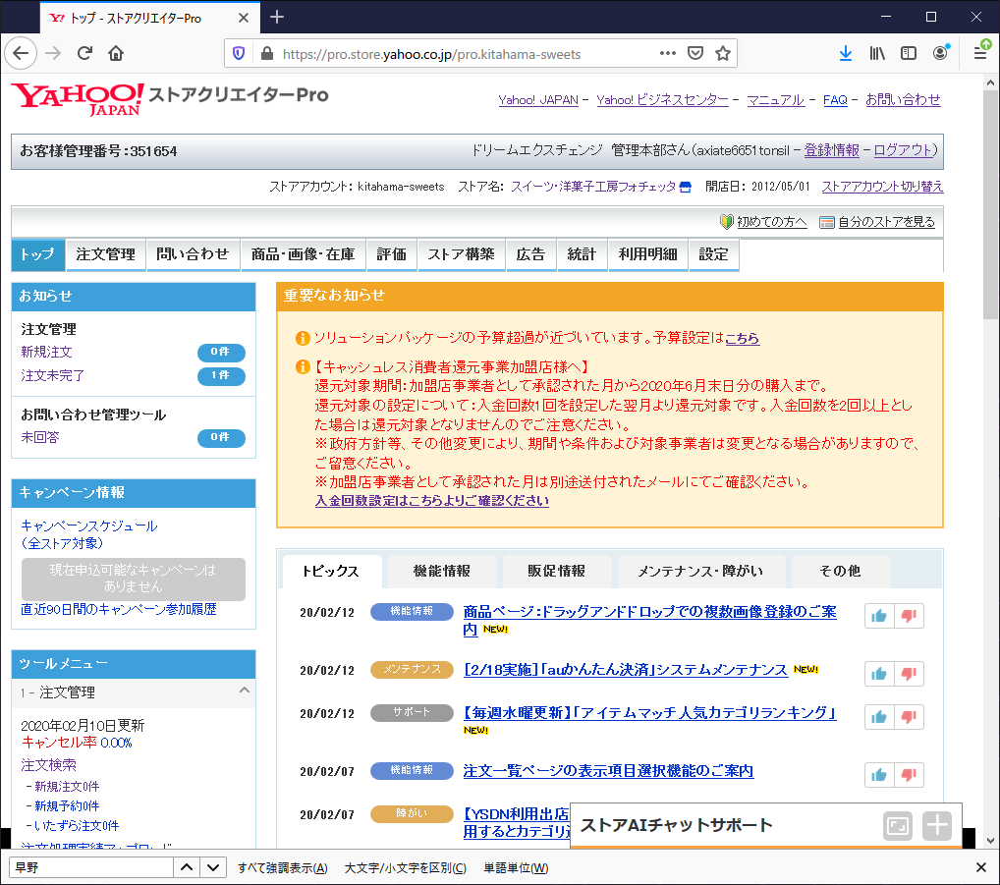 トップ - ストアクリエイターPro
https://pro.store.yahoo.co.jp/pro.kitahama-sweets
YAHOO! JAPAN ストアクリエイターPro
Yahoo! JAPAN - Yahoo! ビジネスセンター - マニュアル - FAQ - お問い合わせ
お客様管理番号：351654
ドリームエクスチェンジ 管理本部さん（axiate6651tonsil - 登録情報 - ログアウト）
ストアアカウント： kitahama-sweets ストア名： スイーツ・洋菓子工房フォチェッタ 開店日： 2012/05/01 ストアアカウント切り替え
初めての方へ 自分のストアを見る
トップ 注文管理 問い合わせ 商品・画像・在庫 評価 ストア構築 広告 統計 利用明細 設定
お知らせ
注文管理
新規注文 0件
注文未完了 1件
お問い合わせ管理ツール
未回答 0件
キャンペーン情報
キャンペーンスケジュール
（全ストア対象）
現在申込可能なキャンペーンは
ありません
直近90日間のキャンペーン参加履歴
ツールメニュー
1 - 注文管理
2020年02月10日更新
キャンセル率 0.00%
注文検索
- 新規注文0件
- 新規予約0件
- いたずら注文0件
重要なお知らせ
ソリューションパッケージの予算超過が近づいています。予算設定はこちら
【キャッシュレス消費者還元事業加盟店様へ】
還元対象期間：加盟店事業者として承認された月から2020年6月末日分の購入まで。
還元対象の設定について：入金回数1回を設定した翌月より還元対象です。入金回数を2回以上とし
た場合は還元対象となりませんのでご注意ください。
※政府方針等、その他変更により、期間や条件および対象事業者は変更となる場合がありますので、
ご留意ください。
※加盟店事業者として承認された月は別途送付されたメールにてご確認ください。
入金回数設定はこちらよりご確認ください
トピックス 機能情報 販促情報 メンテナンス・障がい その他
20/02/12 機能情報 商品ページ：ドラッグアンドドロップでの複数画像登録のご案
内 NEW!
20/02/12 メンテナンス ［2/18実施］「auかんたん決済」システムメンテナンス NEW!
20/02/12 サポート 【毎週水曜更新】「アイテムマッチ人気カテゴリランキング」
NEW!
20/02/07 機能情報 注文一覧ページの表示項目選択機能のご案内
20/02/07 障がい 【YSDN利用出店
用するとカテゴリ
ストアAIチャットサポート
早野 すべて強調表示(A) 大文字/小文字を区別(C) 単語単位(W)